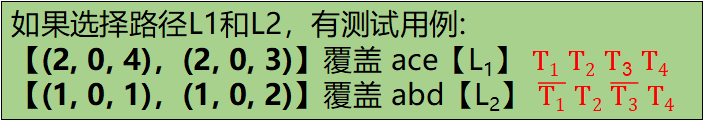 如果选择路径L1和L2，有测试用例:
【(2, 0, 4)，(2, 0, 3)】覆盖 ace【L₁】 T₁ T₂ T₃ T₄
【(1, 0, 1)，(1, 0, 2)】覆盖 abd【L₂】 T̅₁̅ T₂ T̅₃̅ T₄